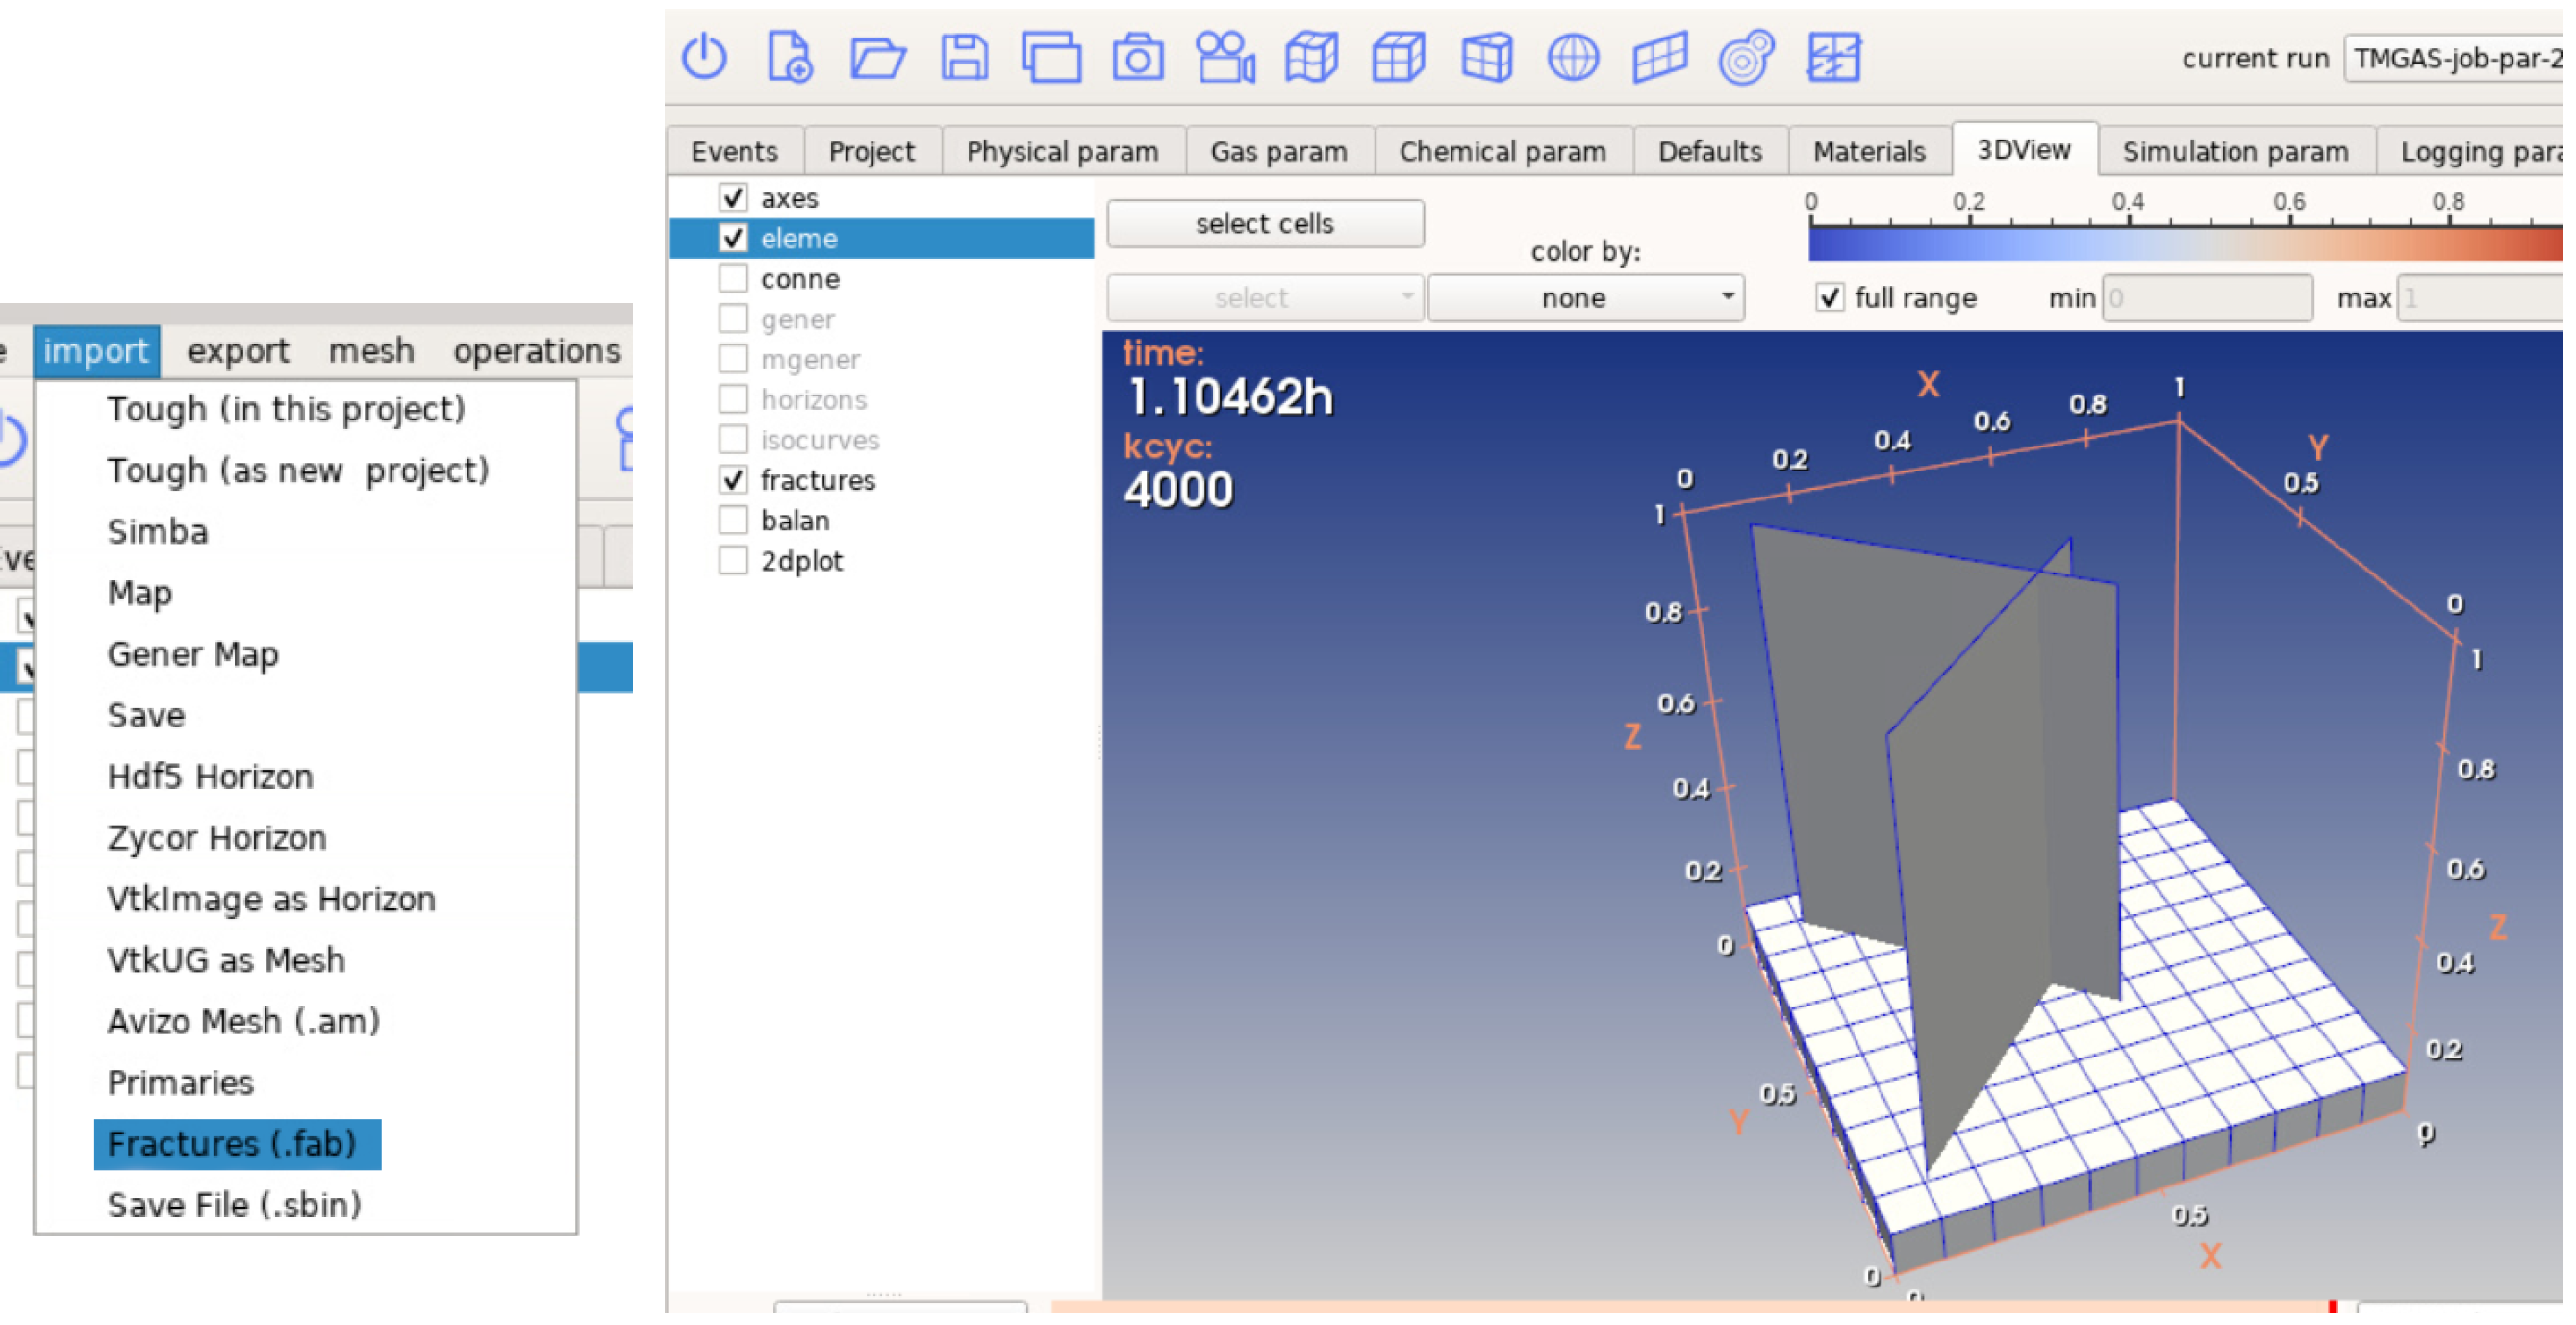 import export mesh operations
Tough (in this project)
Tough (as new project)
Simba
Map
Gener Map
Save
Hdf5 Horizon
Zycor Horizon
VtkImage as Horizon
VtkUG as Mesh
Avizo Mesh (.am)
Primaries
Fractures (.fab)
Save File (.sbin)
current run TMGAS-job-par-2
Events Project Physical param Gas param Chemical param Defaults Materials 3DView Simulation param Logging para
axes
eleme
conne
gener
mgener
horizons
isocurves
fractures
balan
2dplot
select cells
color by:
select none
0 0.2 0.4 0.6 0.8
full range min 0 max 1
time:
1.10462h
kcyc:
4000
X
0 0.2 0.4 0.6 0.8 1
Y
0.5
0
1
0.8
0.6
Z
0.4
0.2
0
1
0.8
0.6
Z
0.4
0.2
0
0.5
Y
0
0
0.5
X
0